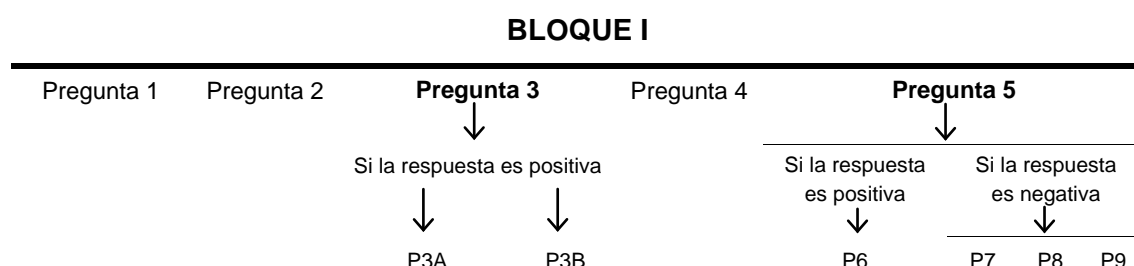 BLOQUE I
Pregunta 1 Pregunta 2 Pregunta 3 Pregunta 4 Pregunta 5
Si la respuesta es positiva
Si la respuesta es positiva
Si la respuesta es negativa
P3A P3B P6 P7 P8 P9